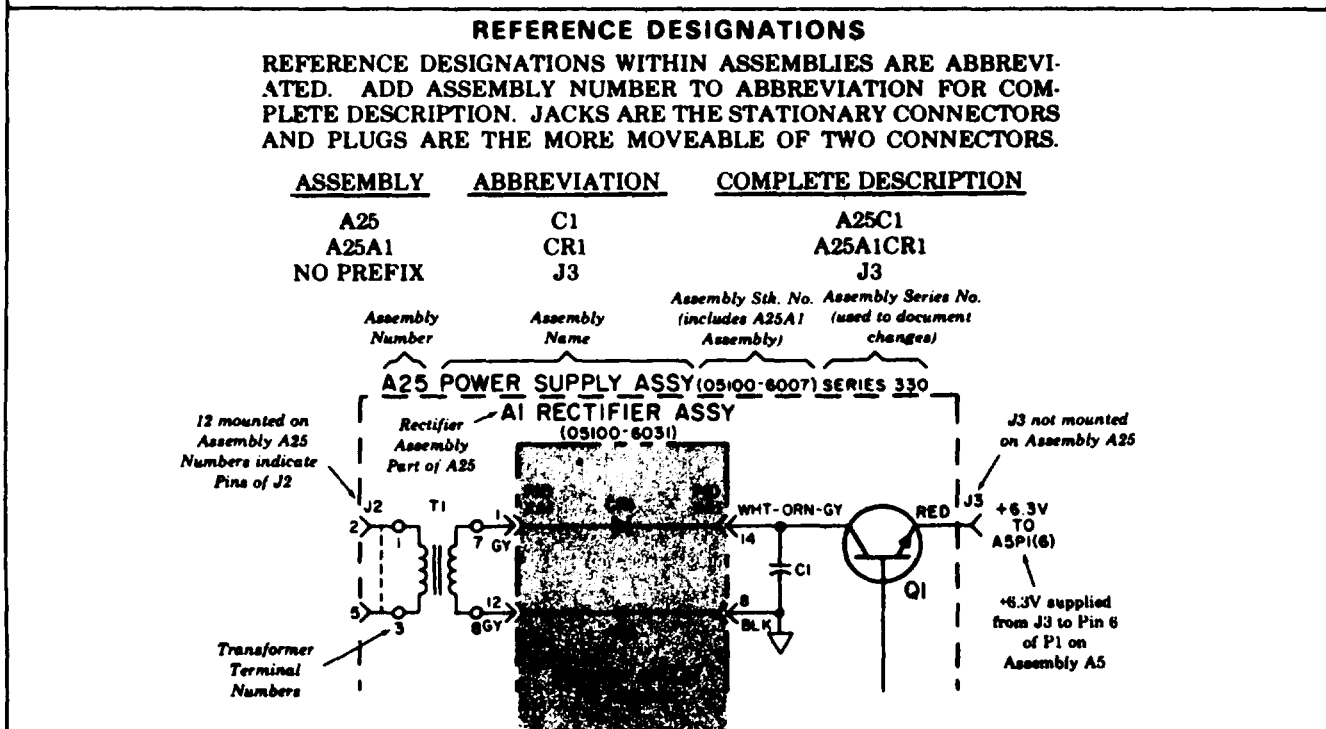 REFERENCE DESIGNATIONS
REFERENCE DESIGNATIONS WITHIN ASSEMBLIES ARE ABBREVI-
ATED. ADD ASSEMBLY NUMBER TO ABBREVIATION FOR COM-
PLETE DESCRIPTION. JACKS ARE THE STATIONARY CONNECTORS
AND PLUGS ARE THE MORE MOVEABLE OF TWO CONNECTORS.
ASSEMBLY ABBREVIATION COMPLETE DESCRIPTION
A25 C1 A25C1
A25A1 CR1 A25A1CR1
NO PREFIX J3 J3
Assembly
Number
Assembly
Name
Assembly Stk. No.
(includes A25A1
Assembly)
Assembly Series No.
(used to document
changes)
A25 POWER SUPPLY ASSY (05100-6007) SERIES 330
A1 RECTIFIER ASSY
(05100-6031)
12 mounted on
Assembly A25
Numbers indicate
Pins of J2
Rectifier
Assembly
Part of A25
J3 not mounted
on Assembly A25
J2 T1
2 1 7 1 GY
5 3 8 12 GY
WHT-ORN-GY
14
C1
8
BLK
Q1
RED
J3
+6.3V
TO
A5P1(6)
+6.3V supplied
from J3 to Pin 6
of P1 on
Assembly A5
Transformer
Terminal
Numbers